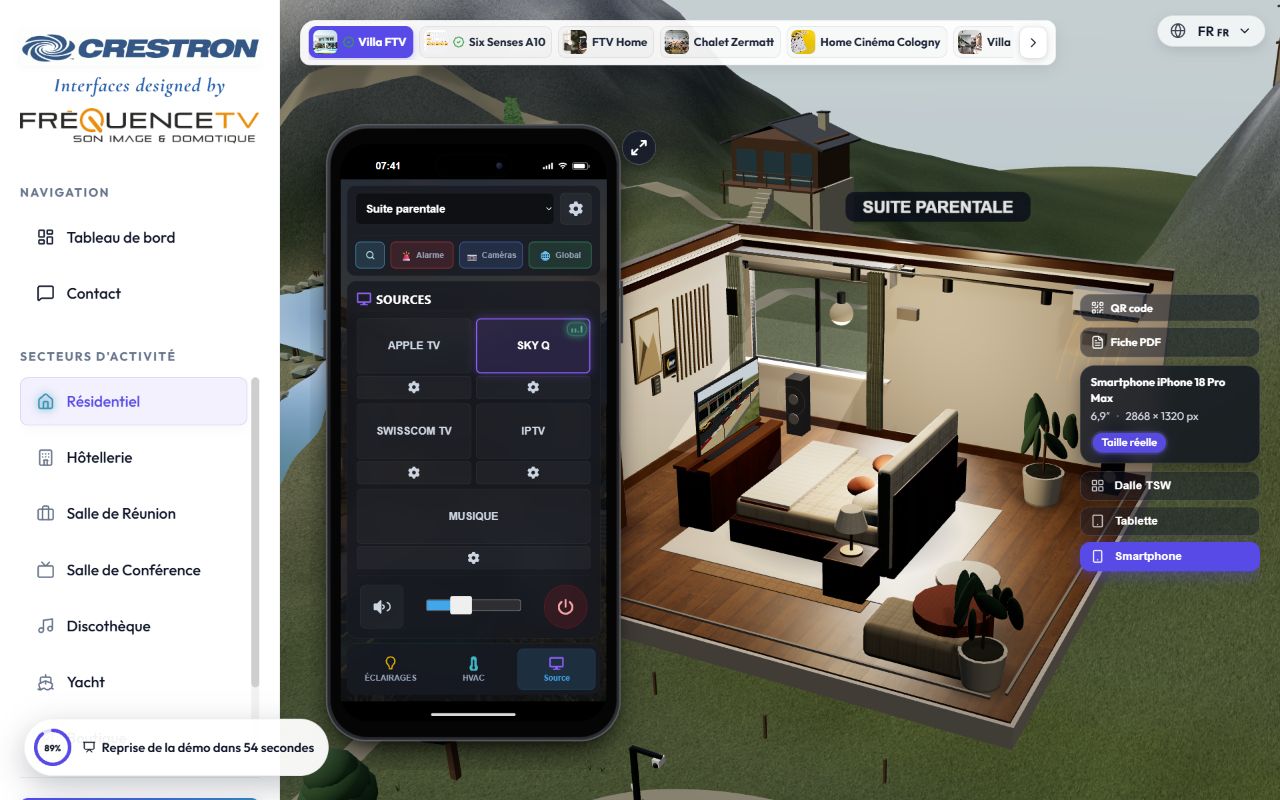 CRESTRON
Interfaces designed by
FRÉQUENCETV
SON IMAGE & DOMOTIQUE
NAVIGATION
Tableau de bord
Contact
SECTEURS D'ACTIVITÉ
Résidentiel
Hôtellerie
Salle de Réunion
Salle de Conférence
Discothèque
Yacht
89%
Reprise de la démo dans 54 secondes
Villa FTV
Six Senses A10
FTV Home
Chalet Zermatt
Home Cinéma Cologny
Villa
FR FR
07:41
Suite parentale
Alarme
Caméras
Global
SOURCES
APPLE TV
SKY Q
SWISSCOM TV
IPTV
MUSIQUE
ÉCLAIRAGES
HVAC
Source
SUITE PARENTALE
QR code
Fiche PDF
Smartphone iPhone 18 Pro
Max
6,9" · 2868 × 1320 px
Taille réelle
Dalle TSW
Tablette
Smartphone